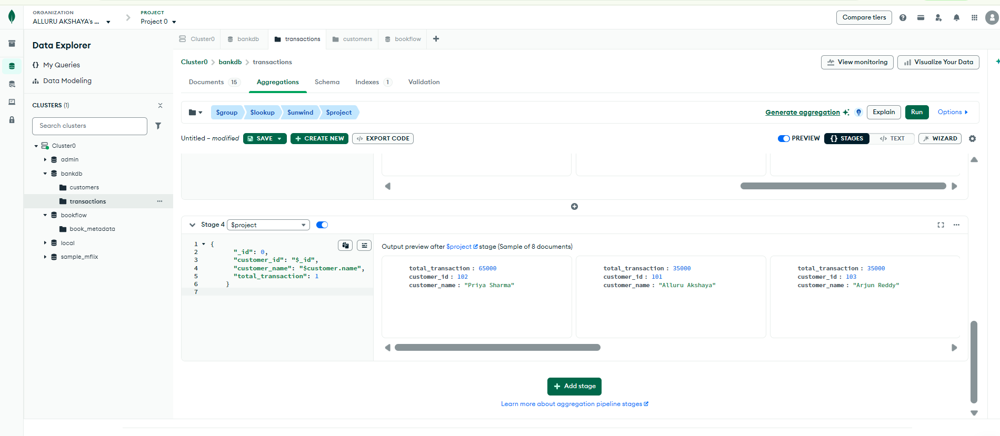 ORGANIZATION
ALLURU AKSHAYA's ...
PROJECT
Project 0
Compare tiers
Data Explorer
My Queries
Data Modeling
CLUSTERS (1)
Search clusters
Cluster0
admin
bankdb
customers
transactions
bookflow
book_metadata
local
sample_mflix
Cluster0
bankdb
transactions
customers
bookflow
Cluster0 > bankdb > transactions
View monitoring
Visualize Your Data
Documents 15
Aggregations
Schema
Indexes 1
Validation
$group
$lookup
$unwind
$project
Generate aggregation
Explain
Run
Options
Untitled – modified
SAVE
+ CREATE NEW
</> EXPORT CODE
PREVIEW
{} STAGES
</> TEXT
WIZARD
Stage 4 $project
1 {
2 "_id": 0,
3 "customer_id": "$_id",
4 "customer_name": "$customer.name",
5 "total_transaction": 1
6 }
7
Output preview after $project stage (Sample of 8 documents)
total_transaction : 65000
customer_id : 102
customer_name : "Priya Sharma"
total_transaction : 35000
customer_id : 101
customer_name : "Alluru Akshaya"
total_transaction : 35000
customer_id : 103
customer_name : "Arjun Reddy"
+ Add stage
Learn more about aggregation pipeline stages